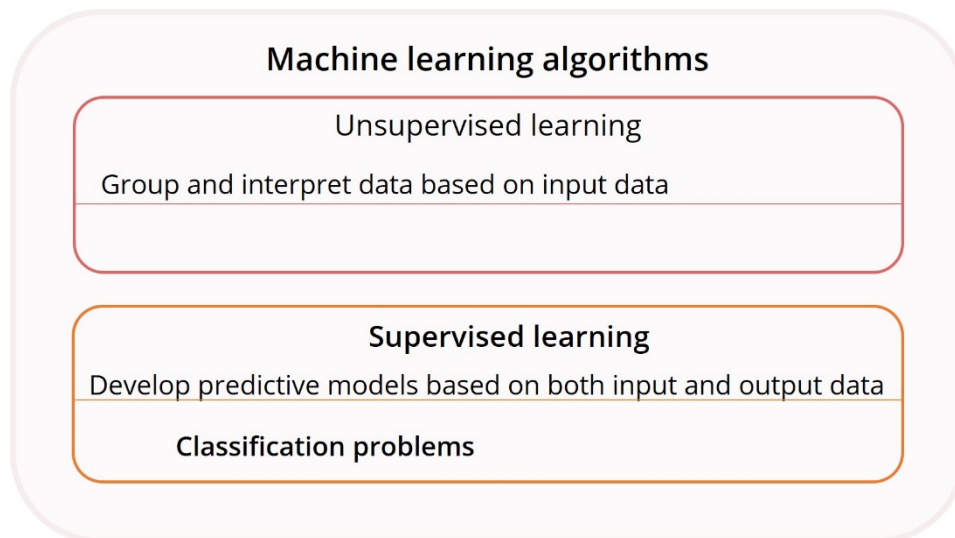 Machine learning algorithms
Unsupervised learning
Group and interpret data based on input data
Supervised learning
Develop predictive models based on both input and output data
Classification problems